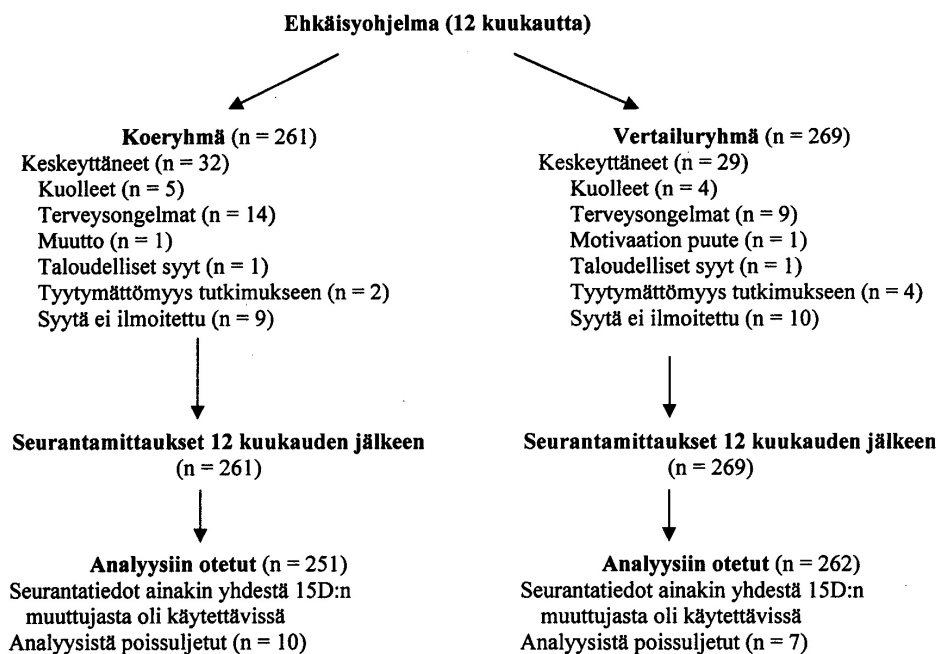 Ehkäisyohjelma (12 kuukautta)
Koeryhmä (n = 261)
Keskeyttäneet (n = 32)
Kuolleet (n = 5)
Terveysongelmat (n = 14)
Muutto (n = 1)
Taloudelliset syyt (n = 1)
Tyytymättömyys tutkimukseen (n = 2)
Syytä ei ilmoitettu (n = 9)
Seurantamittaukset 12 kuukauden jälkeen
(n = 261)
Analyysiin otetut (n = 251)
Seurantatiedot ainakin yhdestä 15D:n
muuttujasta oli käytettävissä
Analyysistä poissuljetut (n = 10)
Vertailuryhmä (n = 269)
Keskeyttäneet (n = 29)
Kuolleet (n = 4)
Terveysongelmat (n = 9)
Motivaation puute (n = 1)
Taloudelliset syyt (n = 1)
Tyytymättömyys tutkimukseen (n = 4)
Syytä ei ilmoitettu (n = 10)
Seurantamittaukset 12 kuukauden jälkeen
(n = 269)
Analyysiin otetut (n = 262)
Seurantatiedot ainakin yhdestä 15D:n
muuttujasta oli käytettävissä
Analyysistä poissuljetut (n = 7)